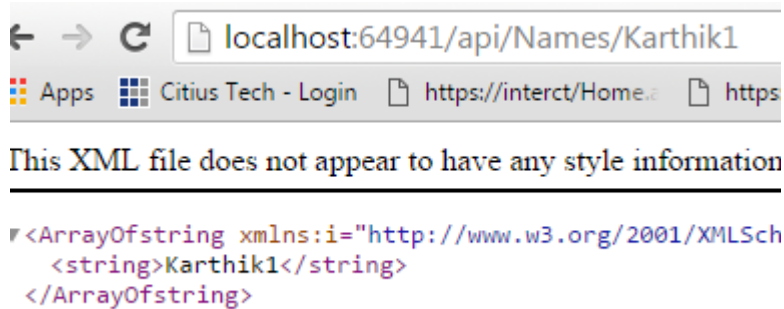 localhost:64941/api/Names/Karthik1
Apps Citius Tech - Login https://interct/Home.a https
This XML file does not appear to have any style information
<ArrayOfstring xmlns:i="http://www.w3.org/2001/XMLSch
<string>Karthik1</string>
</ArrayOfstring>